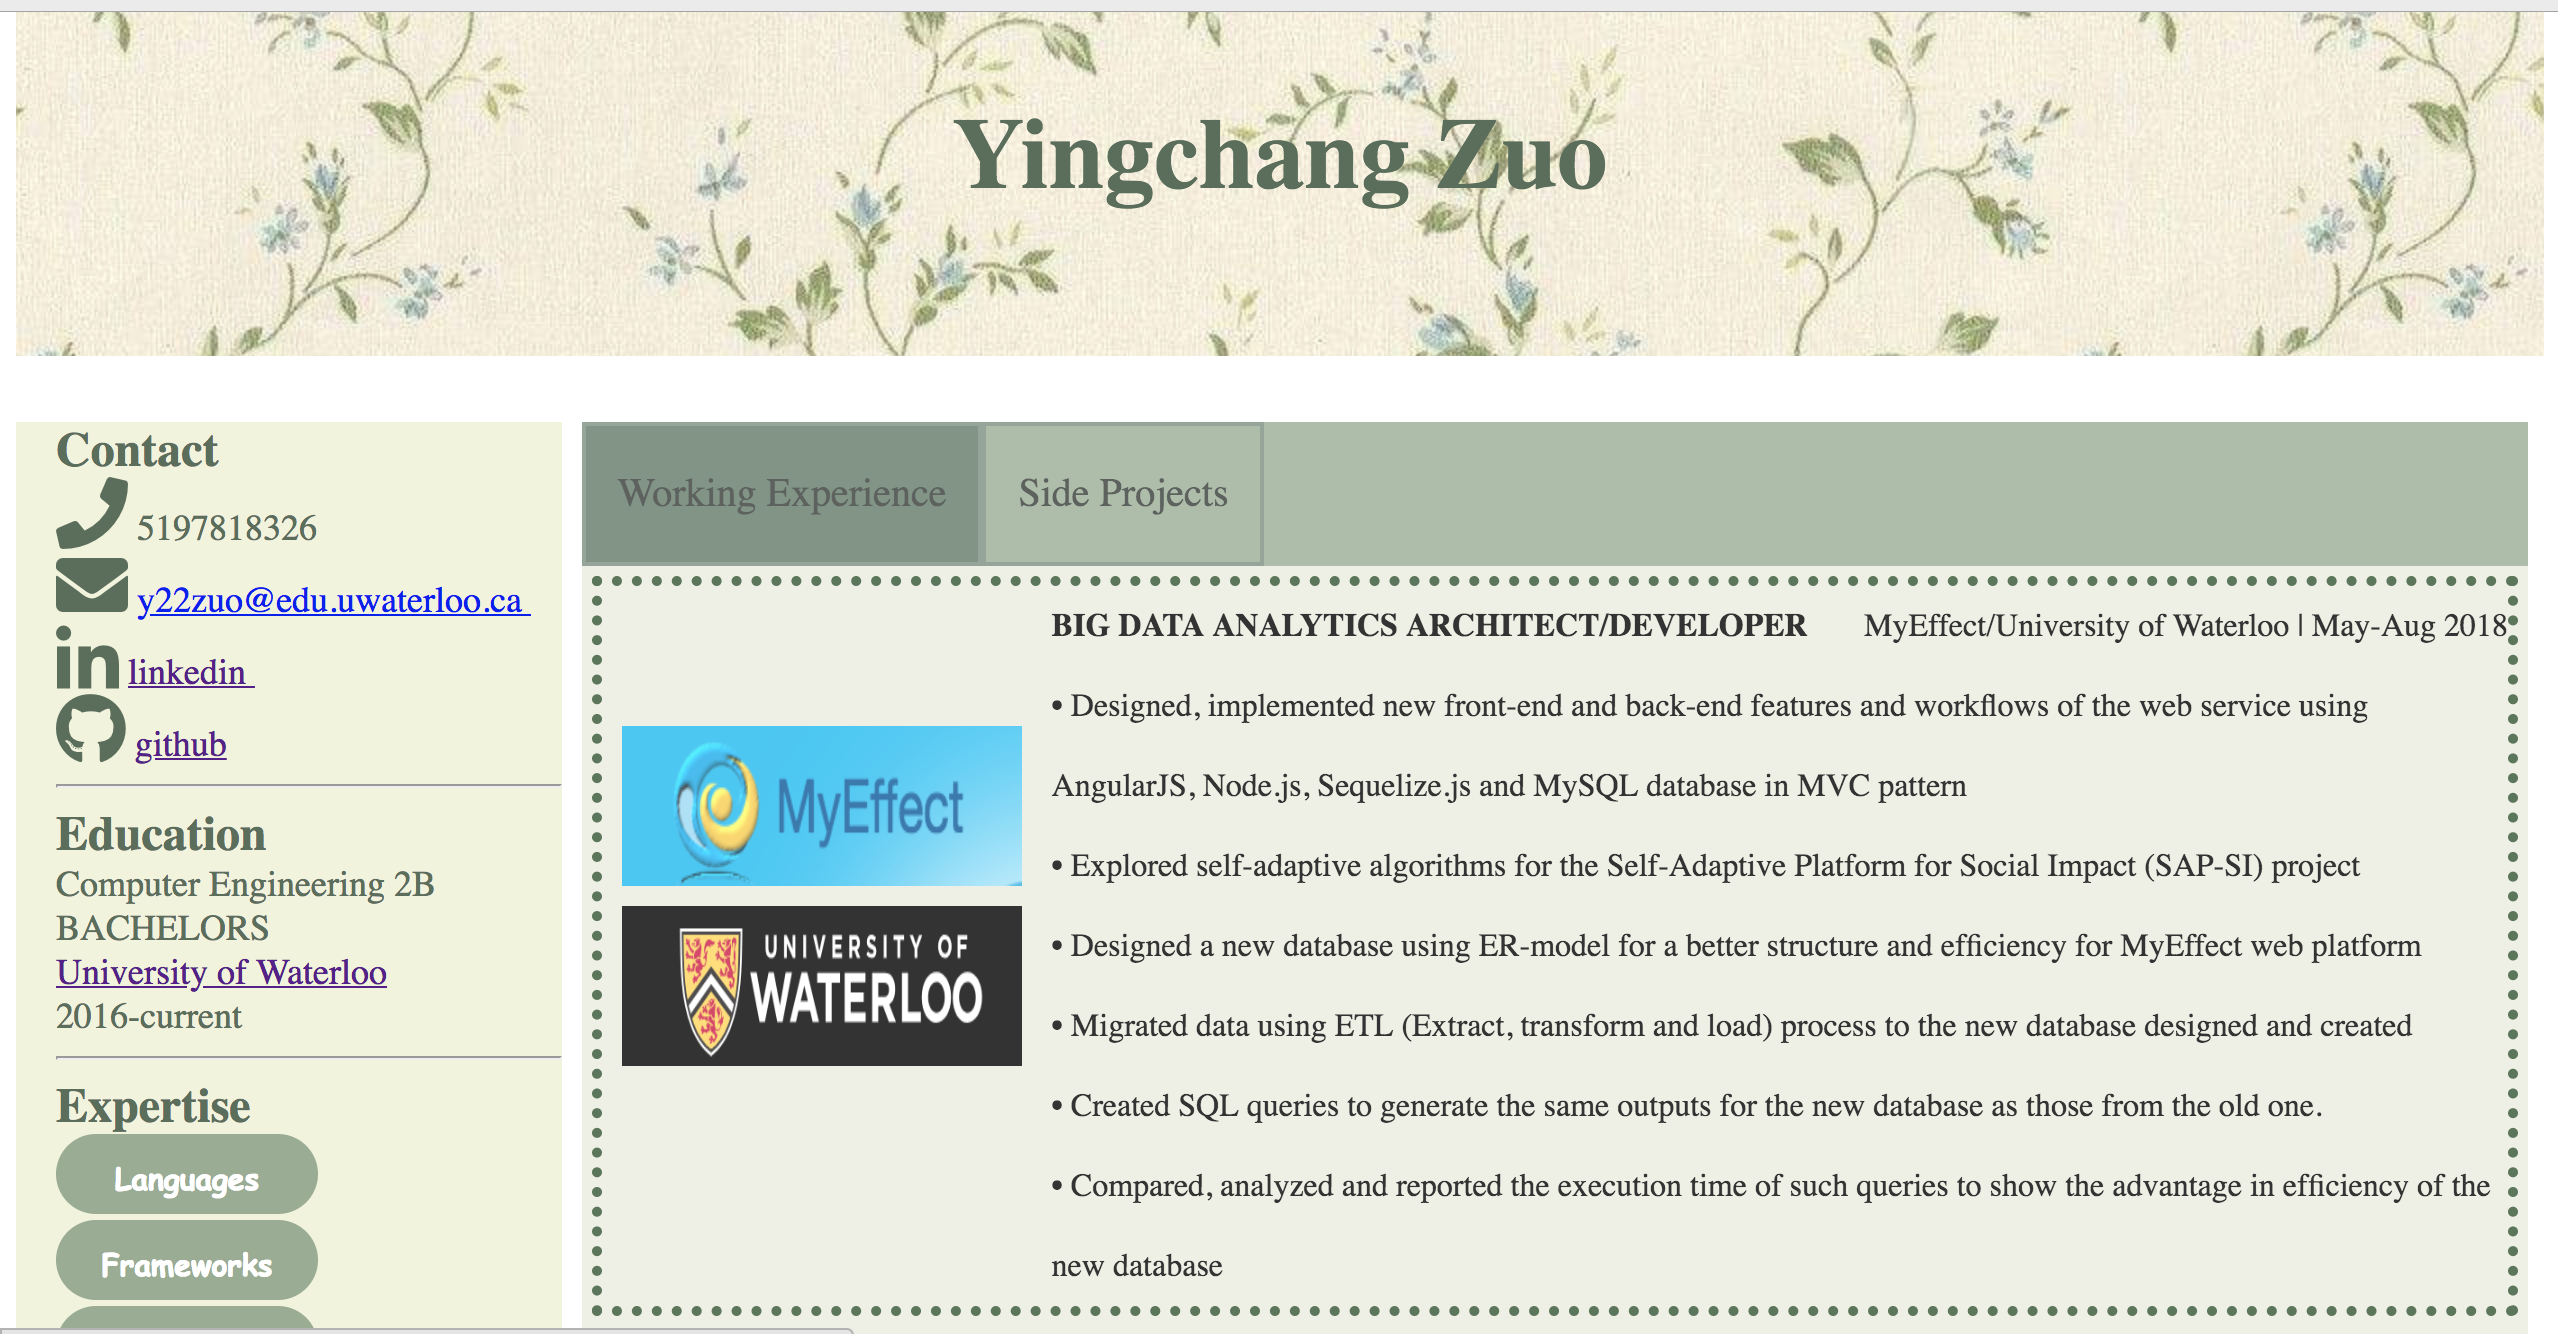 Yingchang Zuo
Contact
5197818326
y22zuo@edu.uwaterloo.ca
linkedin
github
Education
Computer Engineering 2B
BACHELORS
University of Waterloo
2016-current
Expertise
Languages
Frameworks
Working Experience
Side Projects
MyEffect
UNIVERSITY OF
WATERLOO
BIG DATA ANALYTICS ARCHITECT/DEVELOPER MyEffect/University of Waterloo | May-Aug 2018
• Designed, implemented new front-end and back-end features and workflows of the web service using
AngularJS, Node.js, Sequelize.js and MySQL database in MVC pattern
• Explored self-adaptive algorithms for the Self-Adaptive Platform for Social Impact (SAP-SI) project
• Designed a new database using ER-model for a better structure and efficiency for MyEffect web platform
• Migrated data using ETL (Extract, transform and load) process to the new database designed and created
• Created SQL queries to generate the same outputs for the new database as those from the old one.
• Compared, analyzed and reported the execution time of such queries to show the advantage in efficiency of the
new database